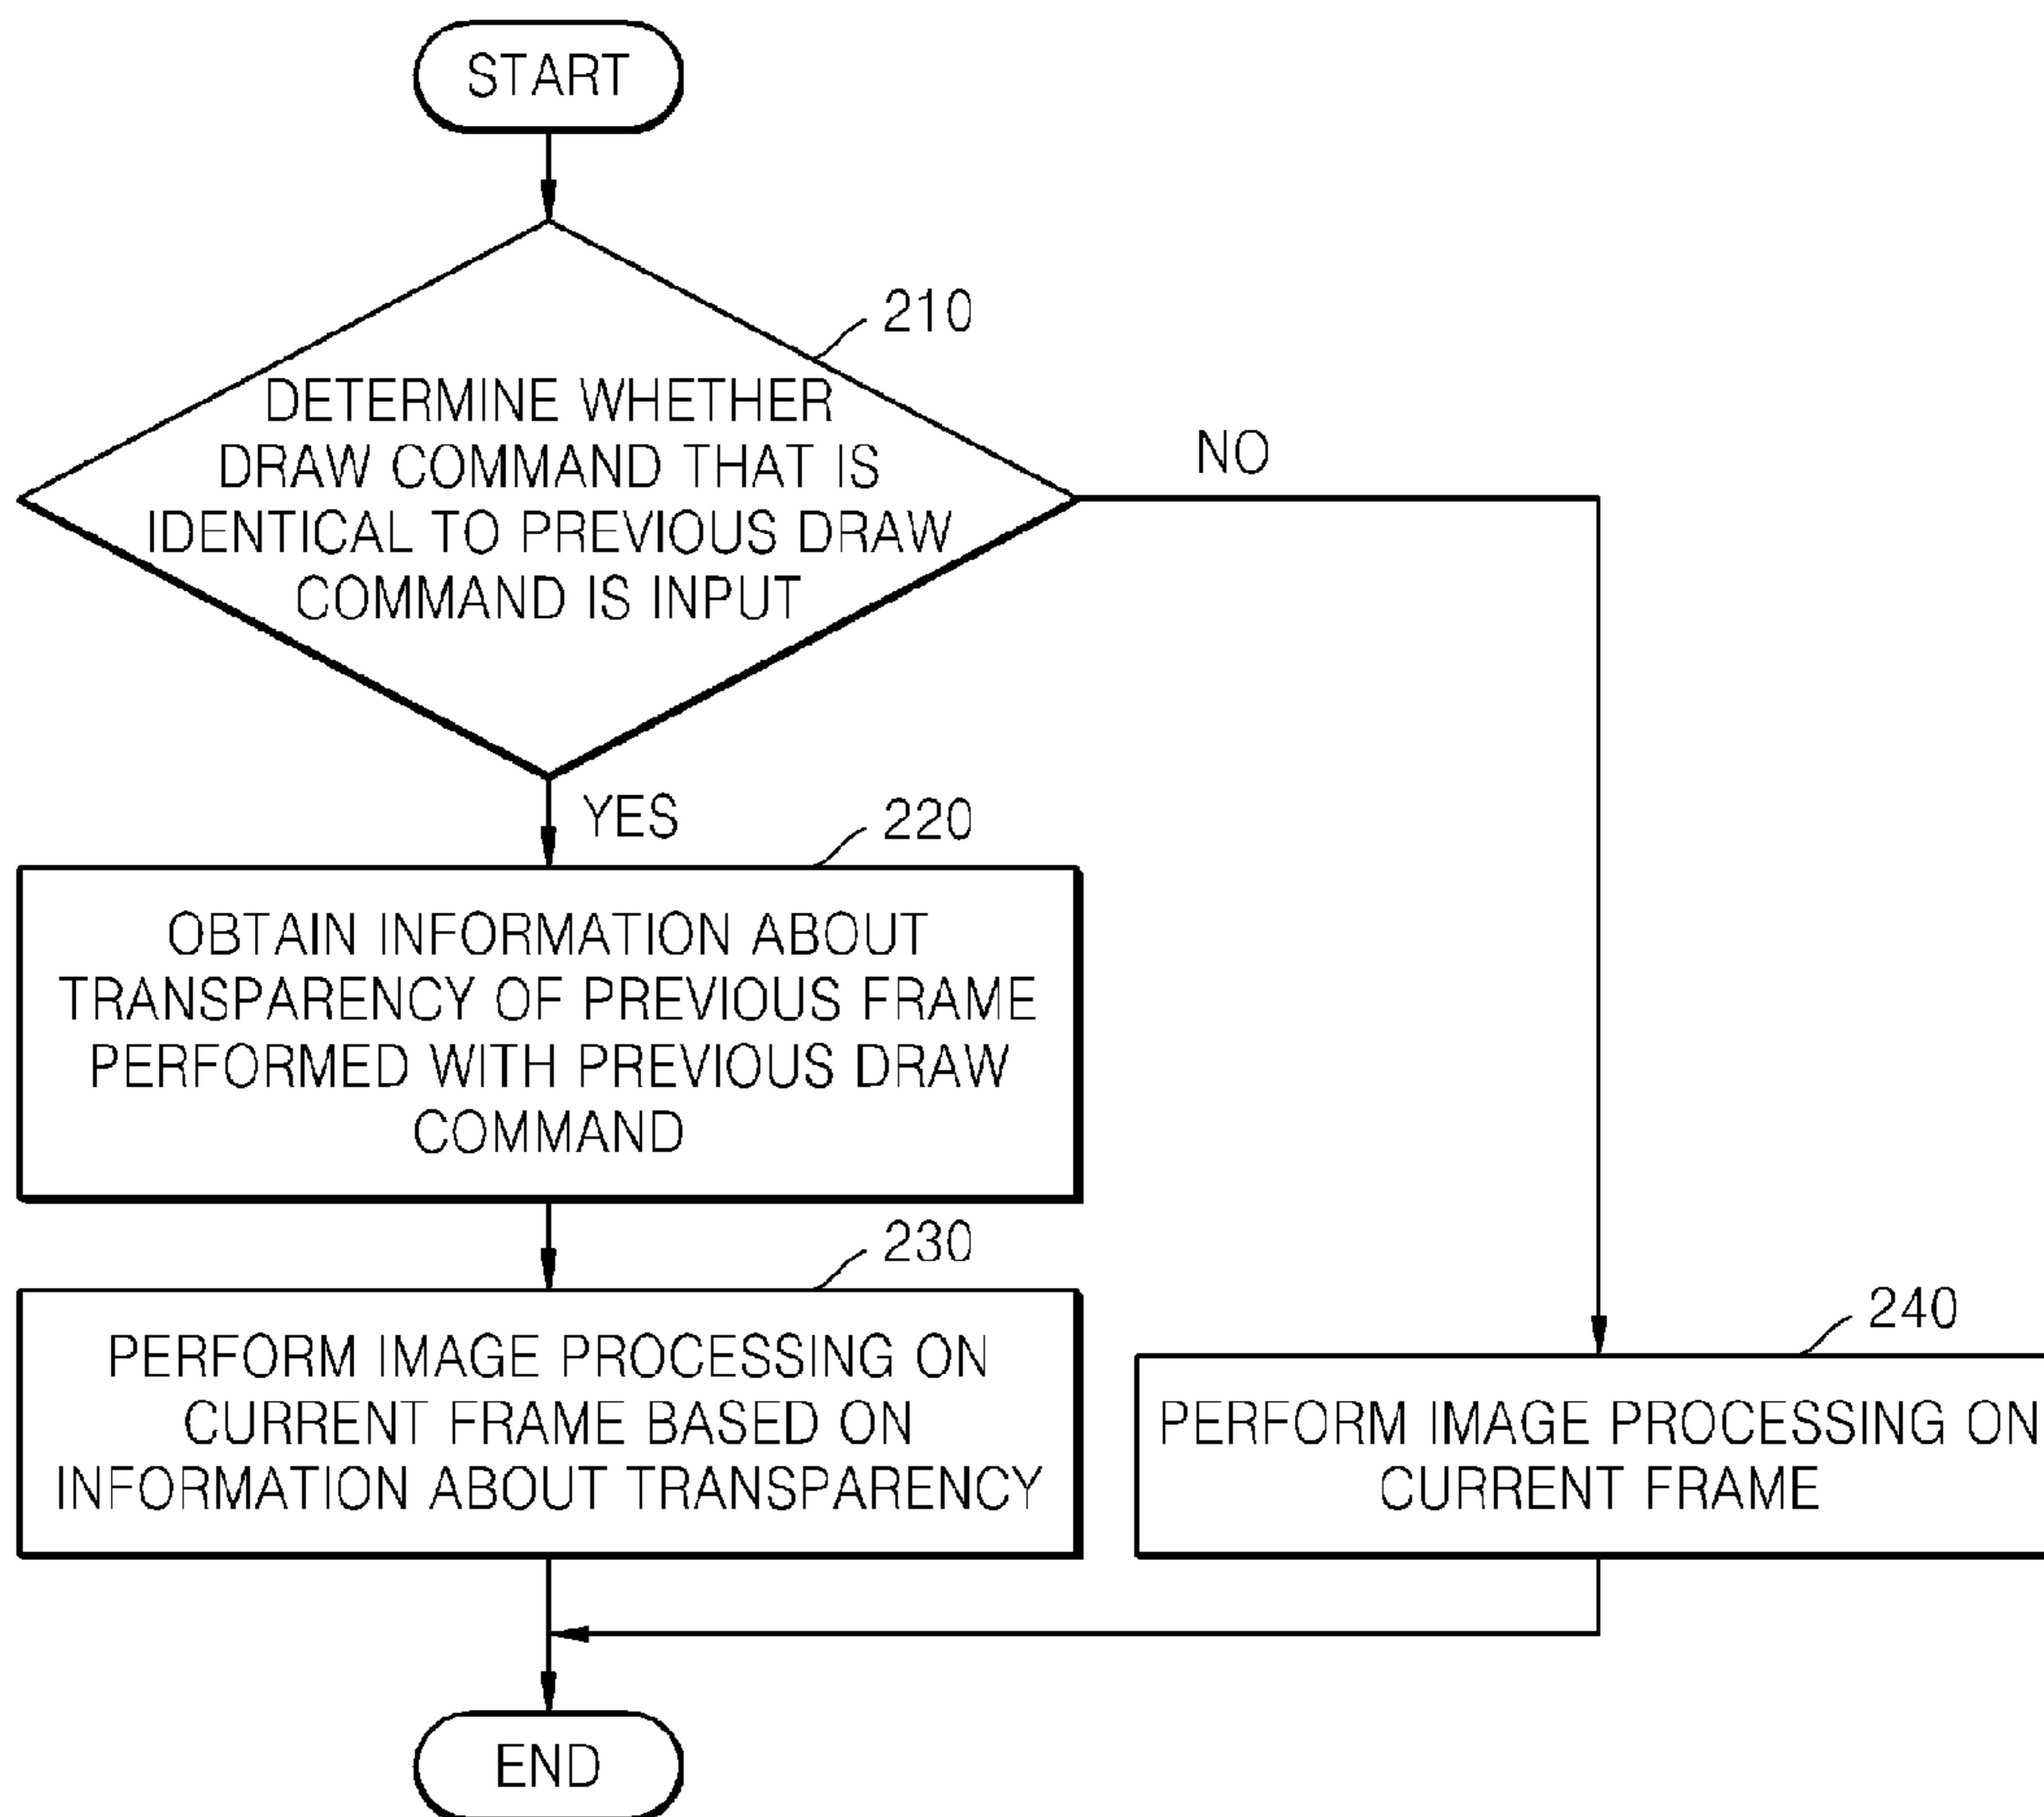 START
210
DETERMINE WHETHER
DRAW COMMAND THAT IS
IDENTICAL TO PREVIOUS DRAW
COMMAND IS INPUT
NO
YES
220
OBTAIN INFORMATION ABOUT
TRANSPARENCY OF PREVIOUS FRAME
PERFORMED WITH PREVIOUS DRAW
COMMAND
230
PERFORM IMAGE PROCESSING ON
CURRENT FRAME BASED ON
INFORMATION ABOUT TRANSPARENCY
240
PERFORM IMAGE PROCESSING ON
CURRENT FRAME
END